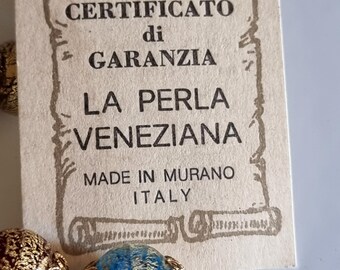 CERTIFICATO
di
GARANZIA
LA PERLA
VENEZIANA
MADE IN MURANO
ITALY